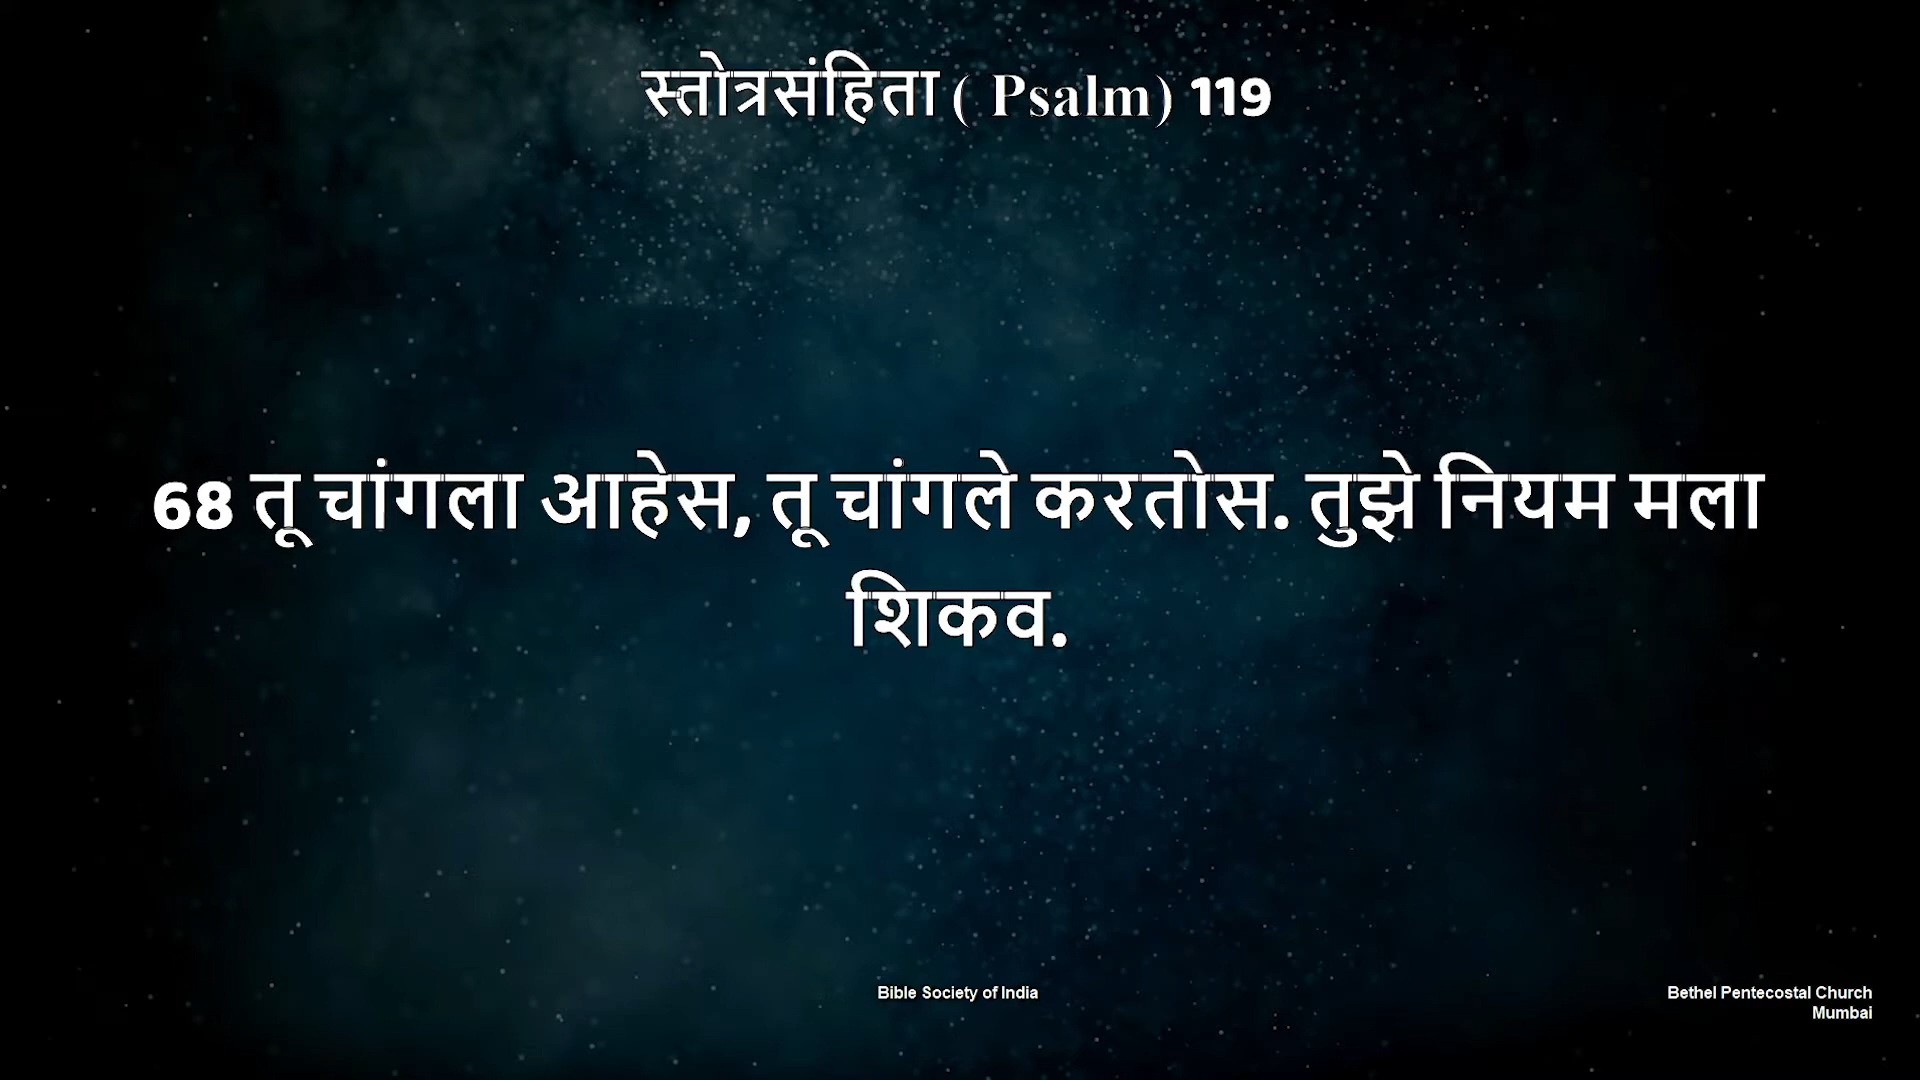 स्तोत्रसंहिता ( Psalm) 119
68 तू चांगला आहेस, तू चांगले करतोस. तुझे नियम मला
शिकव.
Bible Society of India
Bethel Pentecostal Church
Mumbai